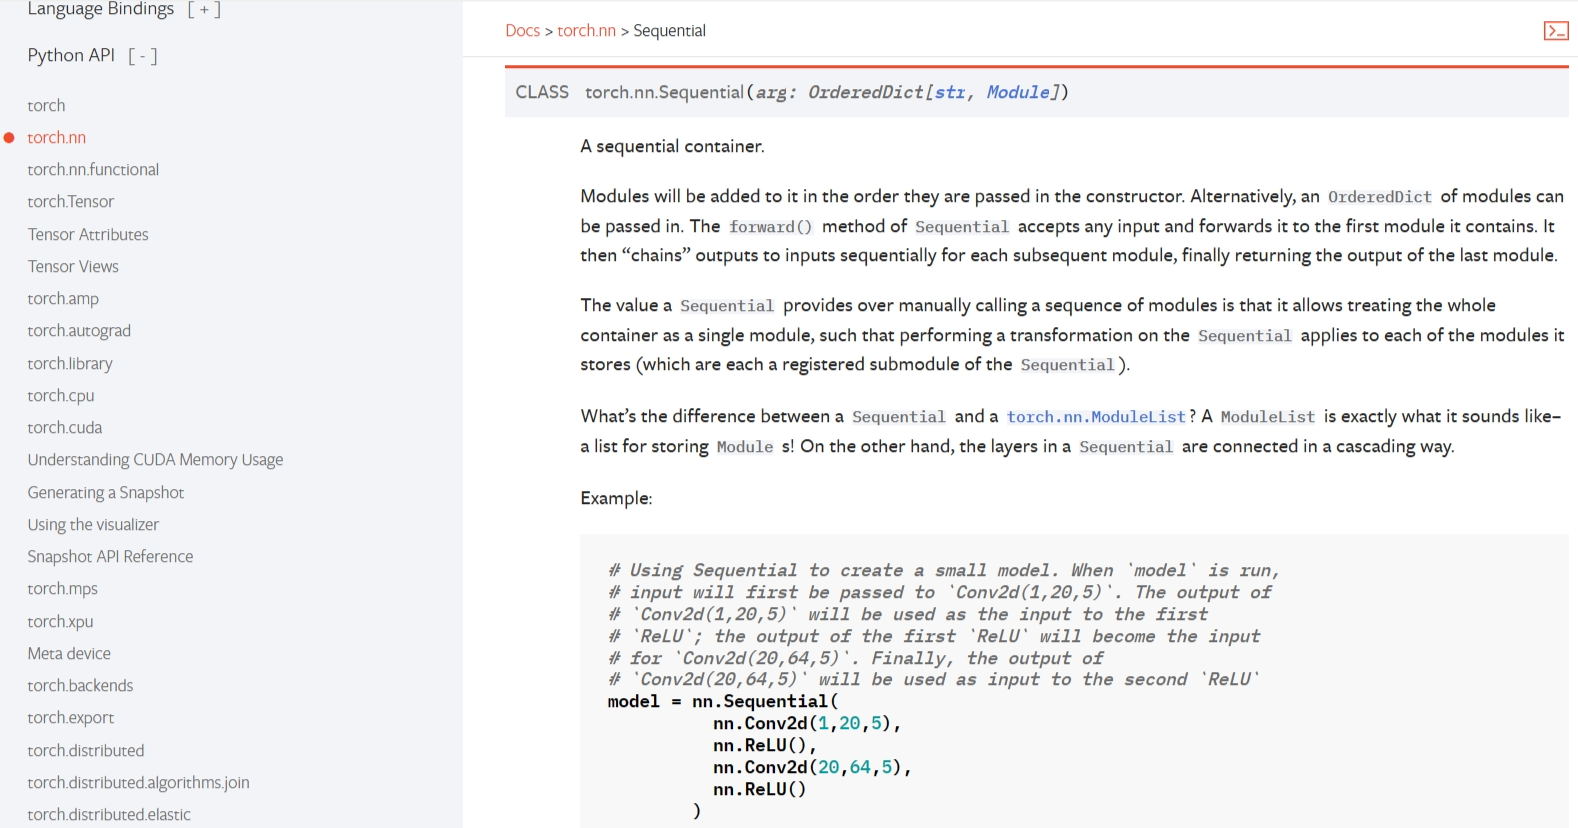 Language Bindings [ + ]
Python API [ - ]
torch
torch.nn
torch.nn.functional
torch.Tensor
Tensor Attributes
Tensor Views
torch.amp
torch.autograd
torch.library
torch.cpu
torch.cuda
Understanding CUDA Memory Usage
Generating a Snapshot
Using the visualizer
Snapshot API Reference
torch.mps
torch.xpu
Meta device
torch.backends
torch.export
torch.distributed
torch.distributed.algorithms.join
torch.distributed.elastic
Docs > torch.nn > Sequential
CLASS torch.nn.Sequential(arg: OrderedDict[str, Module])
A sequential container.
Modules will be added to it in the order they are passed in the constructor. Alternatively, an OrderedDict of modules can
be passed in. The forward() method of Sequential accepts any input and forwards it to the first module it contains. It
then “chains” outputs to inputs sequentially for each subsequent module, finally returning the output of the last module.
The value a Sequential provides over manually calling a sequence of modules is that it allows treating the whole
container as a single module, such that performing a transformation on the Sequential applies to each of the modules it
stores (which are each a registered submodule of the Sequential).
What’s the difference between a Sequential and a torch.nn.ModuleList? A ModuleList is exactly what it sounds like–
a list for storing Module s! On the other hand, the layers in a Sequential are connected in a cascading way.
Example:
# Using Sequential to create a small model. When `model` is run,
# input will first be passed to `Conv2d(1,20,5)`. The output of
# `Conv2d(1,20,5)` will be used as the input to the first
# `ReLU`; the output of the first `ReLU` will become the input
# for `Conv2d(20,64,5)`. Finally, the output of
# `Conv2d(20,64,5)` will be used as input to the second `ReLU`
model = nn.Sequential(
nn.Conv2d(1,20,5),
nn.ReLU(),
nn.Conv2d(20,64,5),
nn.ReLU()
)